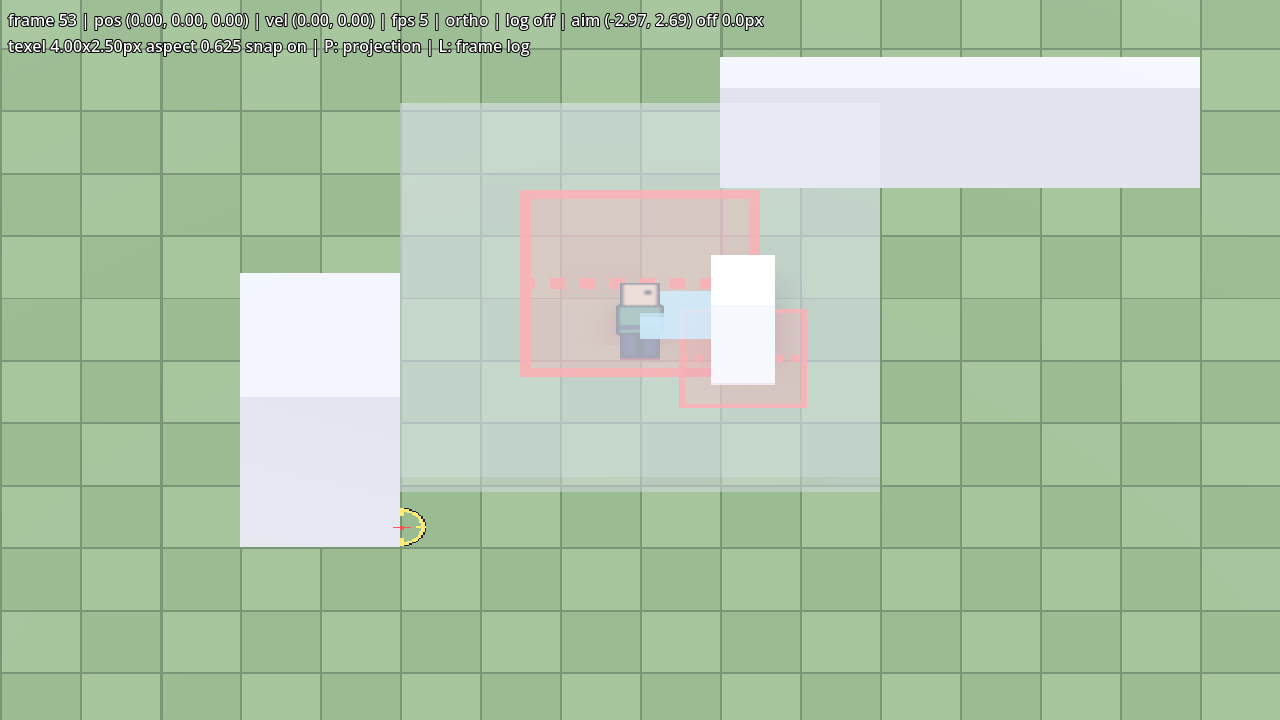 frame 53 | pos (0.00, 0.00, 0.00) | vel (0.00, 0.00) | fps 5 | ortho | log off | aim (-2.97, 2.69) off 0.0px
texel 4.00x2.50px aspect 0.625 snap on | P: projection | L: frame log